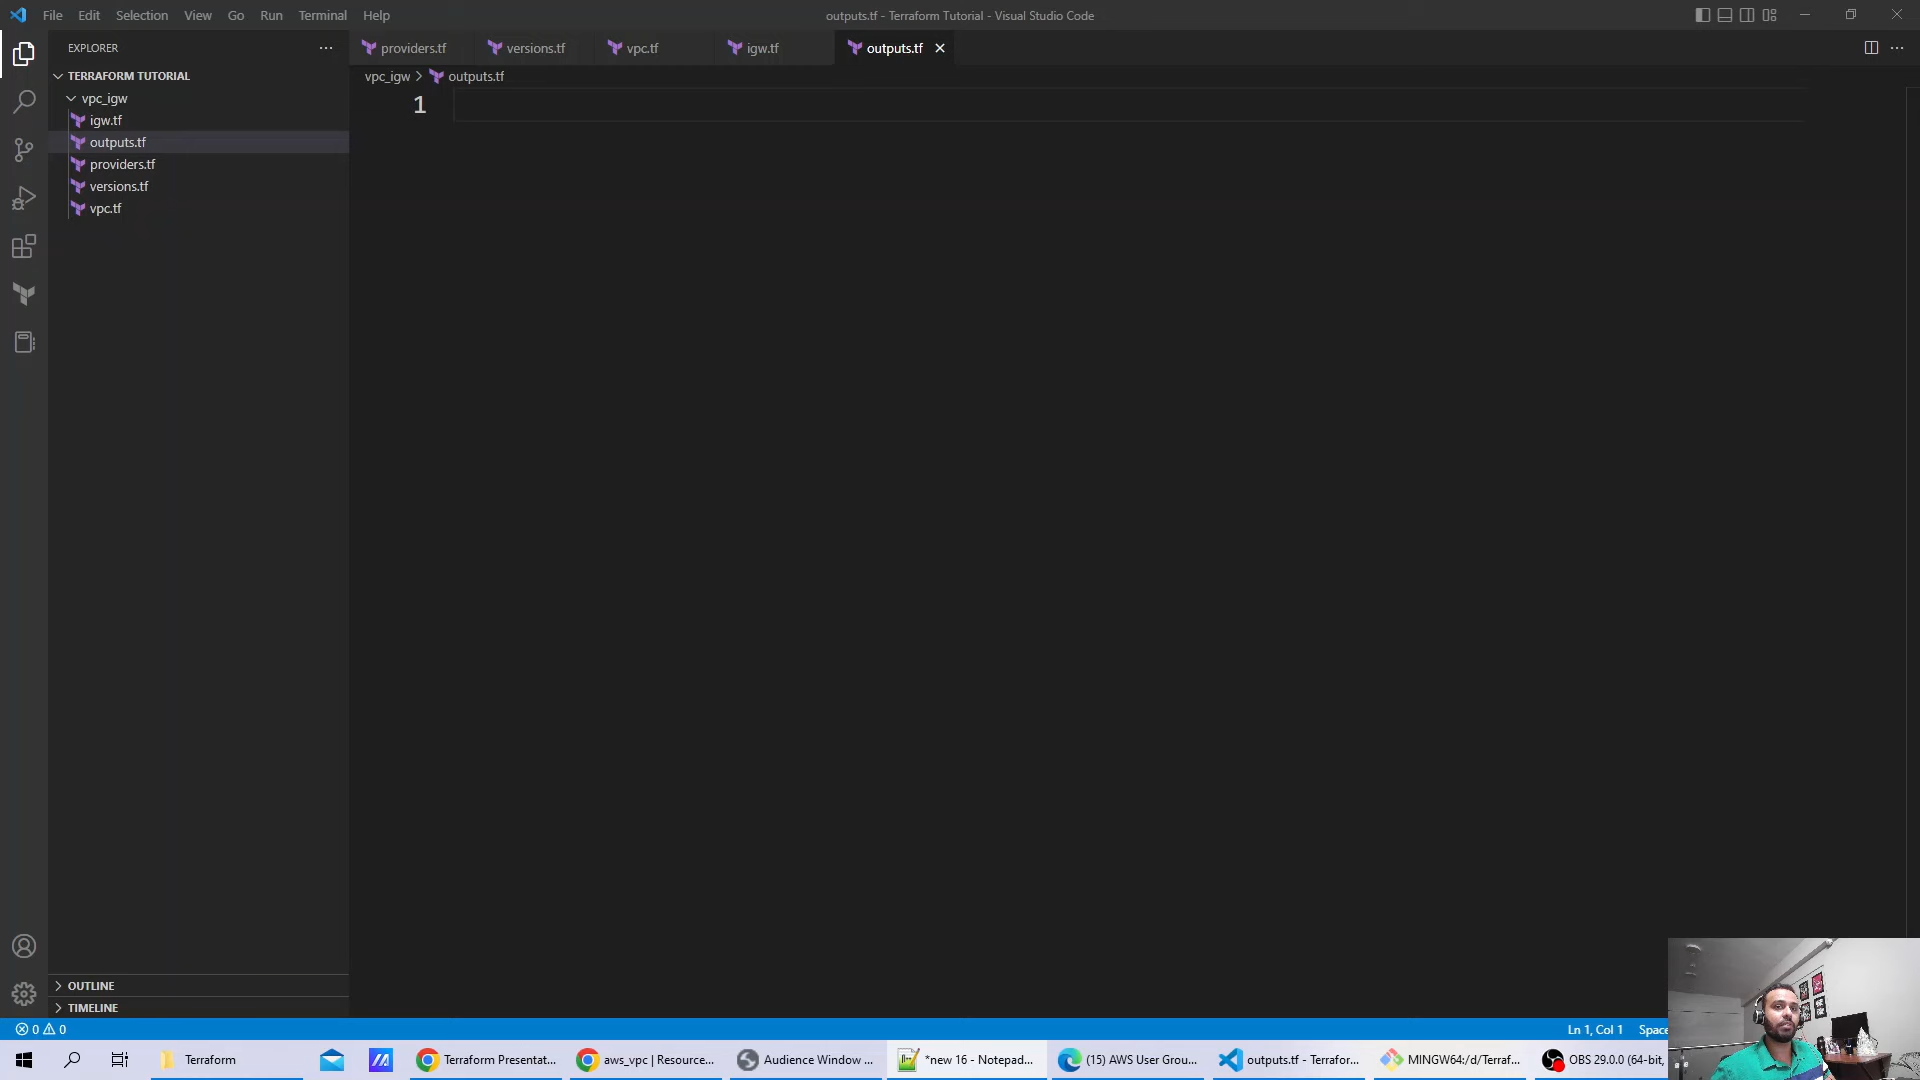 File Edit Selection View Go Run Terminal Help
outputs.tf - Terraform Tutorial - Visual Studio Code
EXPLORER
providers.tf
versions.tf
vpc.tf
igw.tf
outputs.tf
TERRAFORM TUTORIAL
vpc_igw > outputs.tf
vpc_igw
1
igw.tf
outputs.tf
providers.tf
versions.tf
vpc.tf
OUTLINE
TIMELINE
0 0
Ln 1, Col 1
Space
Terraform
Terraform Presentat...
aws_vpc | Resource...
Audience Window ...
*new 16 - Notepad...
(15) AWS User Grou...
outputs.tf - Terrafor...
MINGW64:/d/Terraf...
OBS 29.0.0 (64-bit,